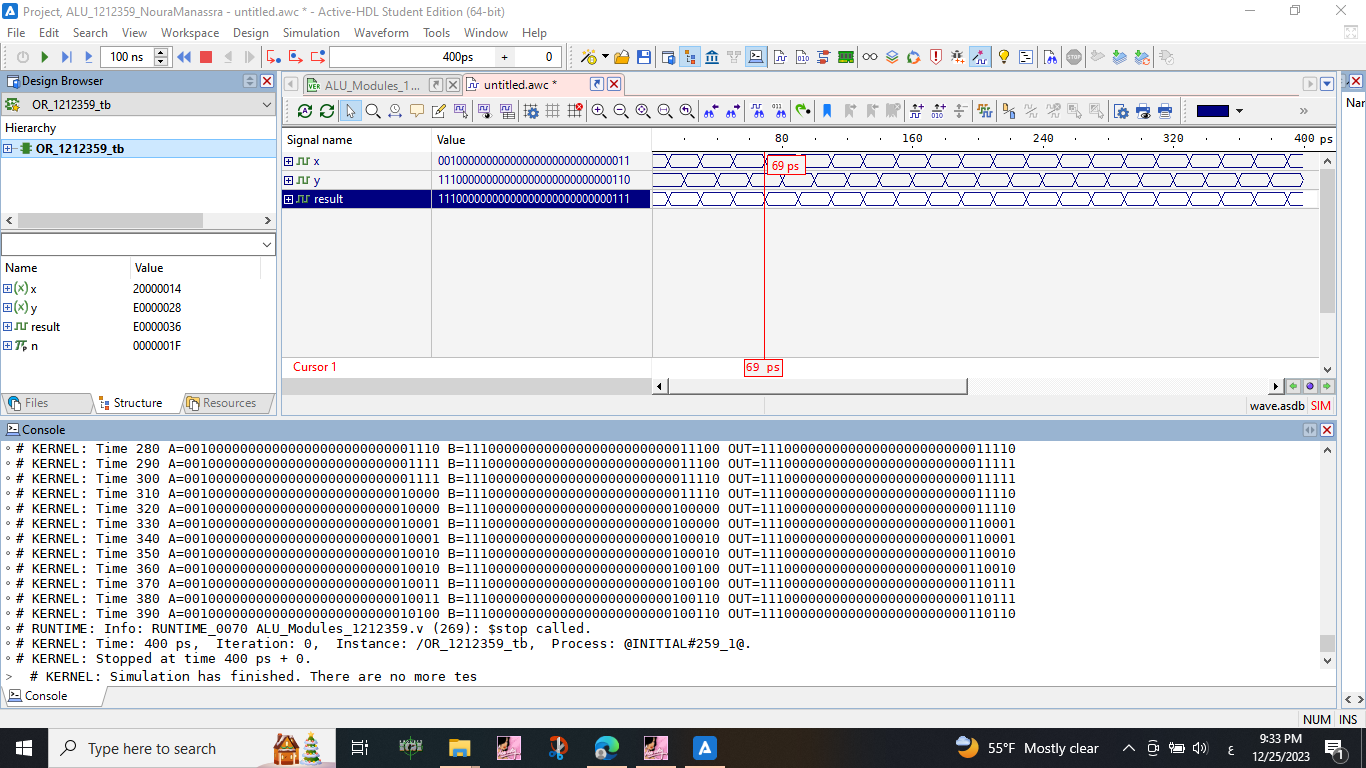 Project, ALU_1212359_NouraManassra - untitled.awc * - Active-HDL Student Edition (64-bit)
File Edit Search View Workspace Design Simulation Waveform Tools Window Help
100 ns 400ps + 0
Design Browser
OR_1212359_tb
Hierarchy
OR_1212359_tb
Name Value
x 20000014
y E0000028
result E0000036
n 0000001F
Files Structure Resources
ALU_Modules_1... untitled.awc *
Signal name Value 80 160 240 320 400 ps
x 00100000000000000000000000000011
y 11100000000000000000000000000110
result 11100000000000000000000000000111
69 ps
Cursor 1 69 ps
wave.asdb SIM
Nar
Console
# KERNEL: Time 280 A=00100000000000000000000000001110 B=11100000000000000000000000011100 OUT=11100000000000000000000000011110
# KERNEL: Time 290 A=00100000000000000000000000001111 B=11100000000000000000000000011100 OUT=11100000000000000000000000011111
# KERNEL: Time 300 A=00100000000000000000000000001111 B=11100000000000000000000000011110 OUT=11100000000000000000000000011111
# KERNEL: Time 310 A=00100000000000000000000000010000 B=11100000000000000000000000011110 OUT=11100000000000000000000000011110
# KERNEL: Time 320 A=00100000000000000000000000010000 B=11100000000000000000000000100000 OUT=11100000000000000000000000011110
# KERNEL: Time 330 A=00100000000000000000000000010001 B=11100000000000000000000000100000 OUT=11100000000000000000000000110001
# KERNEL: Time 340 A=00100000000000000000000000010001 B=11100000000000000000000000100010 OUT=11100000000000000000000000110001
# KERNEL: Time 350 A=00100000000000000000000000010010 B=11100000000000000000000000100010 OUT=11100000000000000000000000110010
# KERNEL: Time 360 A=00100000000000000000000000010010 B=11100000000000000000000000100100 OUT=11100000000000000000000000110010
# KERNEL: Time 370 A=00100000000000000000000000010011 B=11100000000000000000000000100100 OUT=11100000000000000000000000110111
# KERNEL: Time 380 A=00100000000000000000000000010011 B=11100000000000000000000000100110 OUT=11100000000000000000000000110111
# KERNEL: Time 390 A=00100000000000000000000000010100 B=11100000000000000000000000100110 OUT=11100000000000000000000000110110
# RUNTIME: Info: RUNTIME_0070 ALU_Modules_1212359.v (269): $stop called.
# KERNEL: Time: 400 ps, Iteration: 0, Instance: /OR_1212359_tb, Process: @INITIAL#259_1@.
# KERNEL: Stopped at time 400 ps + 0.
> # KERNEL: Simulation has finished. There are no more tes
Console
NUM INS
Type here to search
55°F Mostly clear
ع
9:33 PM
12/25/2023
1